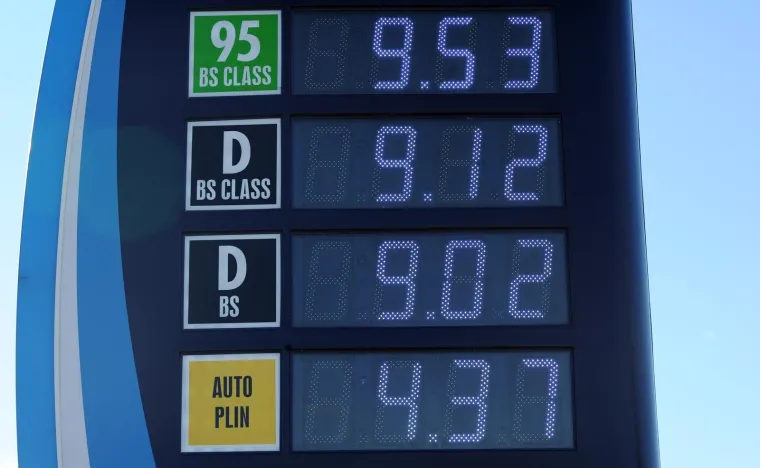 95 9.53
BS CLASS
D 9.12
BS CLASS
D 9.02
BS
AUTO 4.37
PLIN